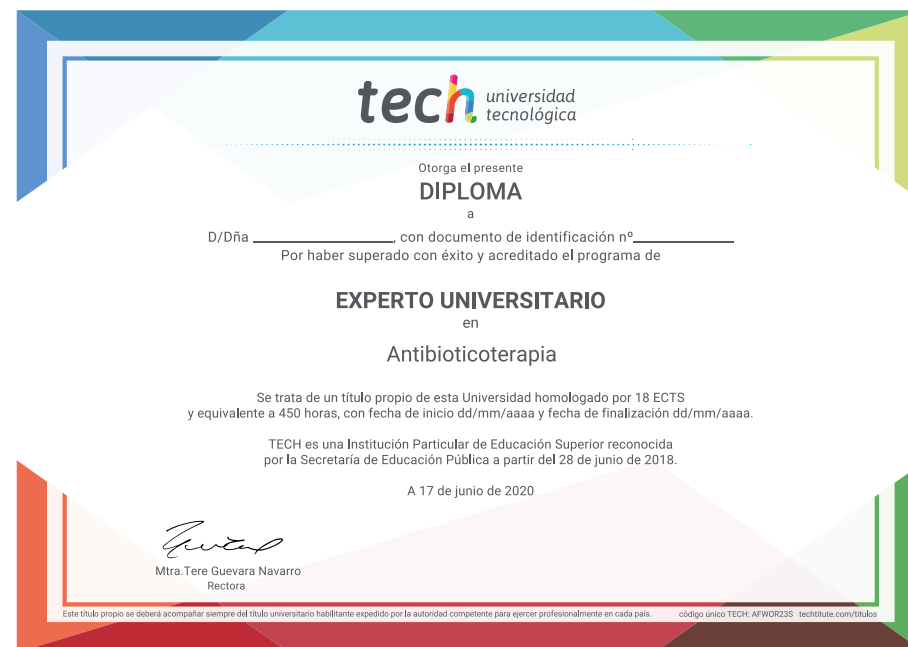 tech universidad
tecnológica
Otorga el presente
DIPLOMA
a
D/Dña ____________, con documento de identificación nº____________
Por haber superado con éxito y acreditado el programa de
EXPERTO UNIVERSITARIO
en
Antibioticoterapia
Se trata de un título propio de esta Universidad homologado por 18 ECTS
y equivalente a 450 horas, con fecha de inicio dd/mm/aaaa y fecha de finalización dd/mm/aaaa.
TECH es una Institución Particular de Educación Superior reconocida
por la Secretaría de Educación Pública a partir del 28 de junio de 2018.
A 17 de junio de 2020
Mtra.Tere Guevara Navarro
Rectora
Este título propio se deberá acompañar siempre del título universitario habilitante expedido por la autoridad competente para ejercer profesionalmente en cada país. código único TECH: AFWOR23S techtitute.com/títulos